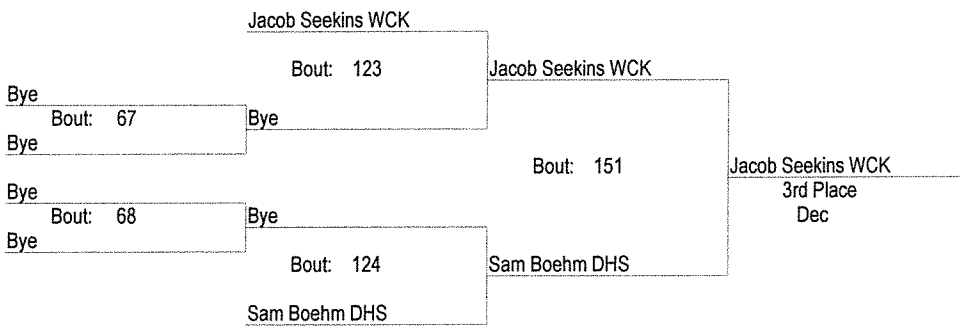 Jacob Seekins WCK
Bout: 123
Jacob Seekins WCK
Bye
Bout: 67
Bye
Bye
Bout: 151
Jacob Seekins WCK
3rd Place
Dec
Bye
Bout: 68
Bye
Bye
Bout: 124
Sam Boehm DHS
Sam Boehm DHS